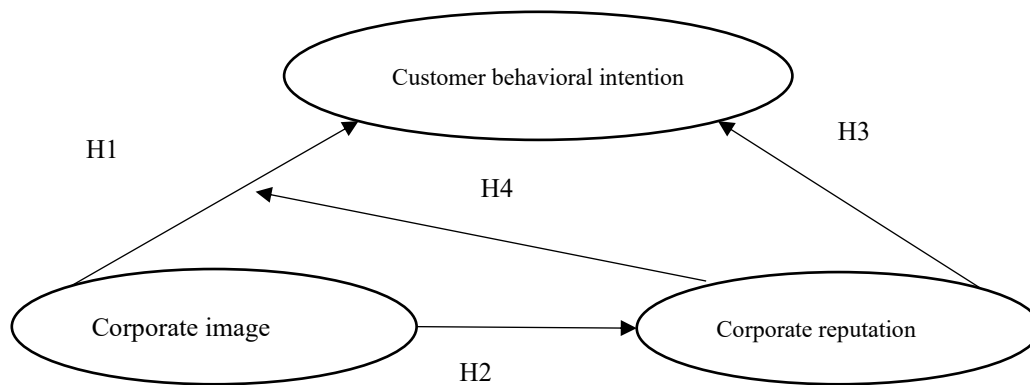 Customer behavioral intention
H1
H3
H4
Corporate image
Corporate reputation
H2